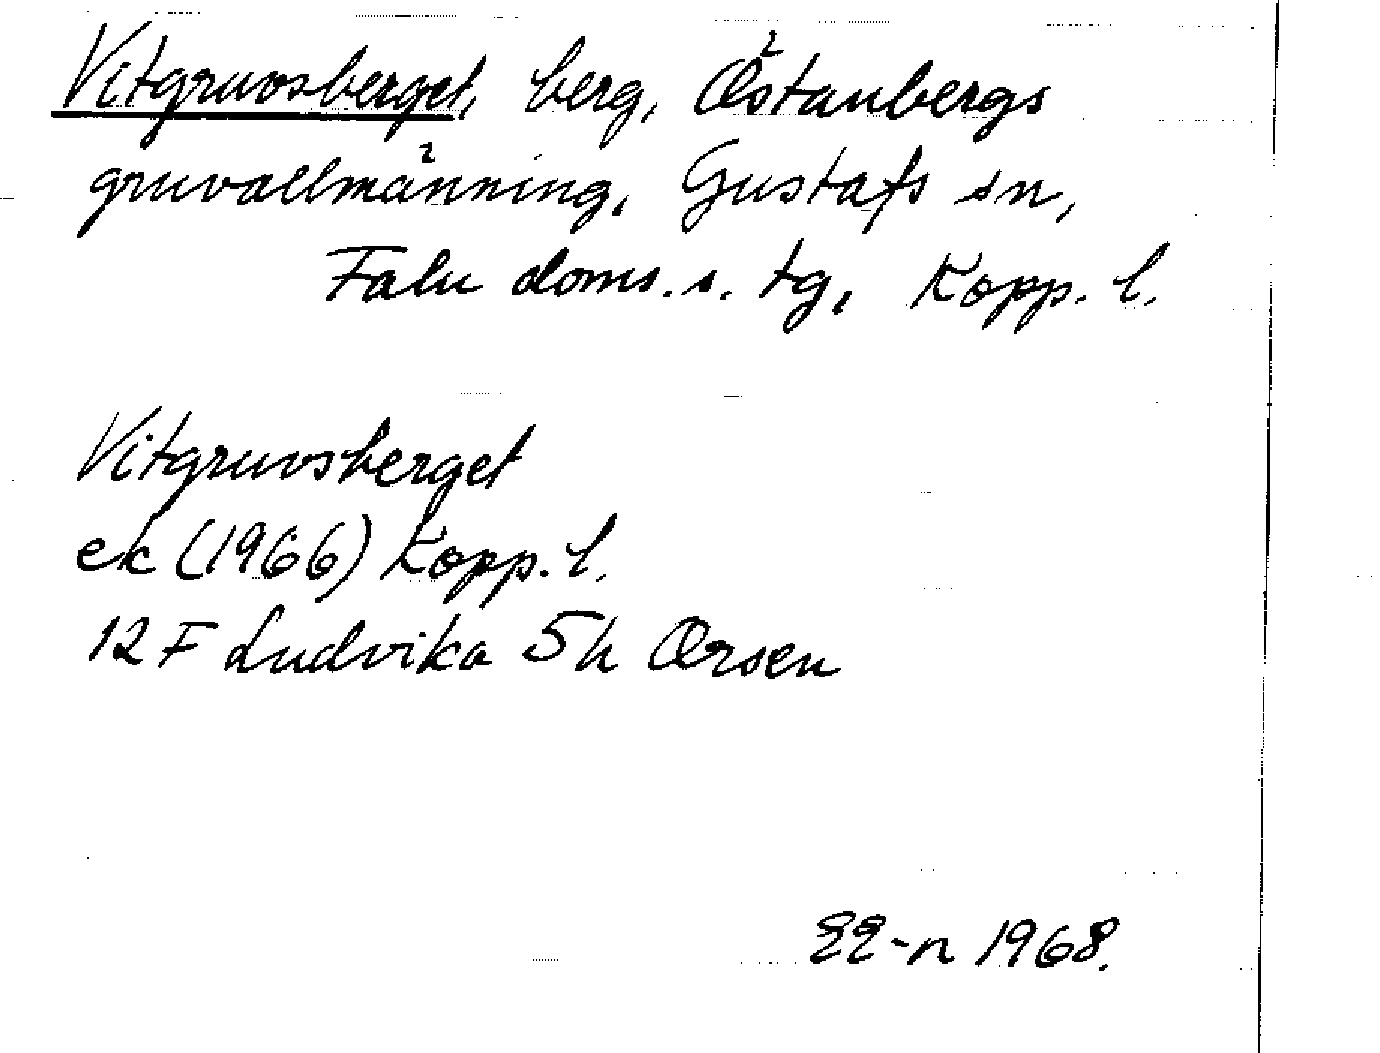 Vitgruvsberget, berg, Östanbergs
gruvallmänning, Gustafs sn,
Falu doms. s. tg, Kopp. l.
Vitgruvsberget
ek (1966) Kopp. l.
12 F Ludvika 5h Orsen
EE-n 1968.